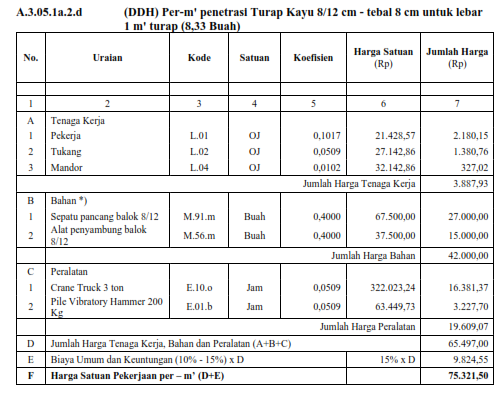 A.3.05.1a.2.d (DDH) Per-m' penetrasi Turap Kayu 8/12 cm - tebal 8 cm untuk lebar
1 m' turap (8,33 Buah)
No. Uraian Kode Satuan Koefisien Harga Satuan (Rp) Jumlah Harga (Rp)
1 2 3 4 5 6 7
A Tenaga Kerja
1 Pekerja L.01 OJ 0,1017 21.428,57 2.180,15
2 Tukang L.02 OJ 0,0509 27.142,86 1.380,76
3 Mandor L.04 OJ 0,0102 32.142,86 327,02
Jumlah Harga Tenaga Kerja 3.887,93
B Bahan *)
1 Sepatu pancang balok 8/12 M.91.m Buah 0,4000 67.500,00 27.000,00
2 Alat penyambung balok 8/12 M.56.m Buah 0,4000 37.500,00 15.000,00
Jumlah Harga Bahan 42.000,00
C Peralatan
1 Crane Truck 3 ton E.10.o Jam 0,0509 322.023,24 16.381,37
2 Pile Vibratory Hammer 200 Kg E.01.b Jam 0,0509 63.449,73 3.227,70
Jumlah Harga Peralatan 19.609,07
D Jumlah Harga Tenaga Kerja, Bahan dan Peralatan (A+B+C) 65.497,00
E Biaya Umum dan Keuntungan (10% - 15%) x D 15% x D 9.824,55
F Harga Satuan Pekerjaan per – m' (D+E) 75.321,50